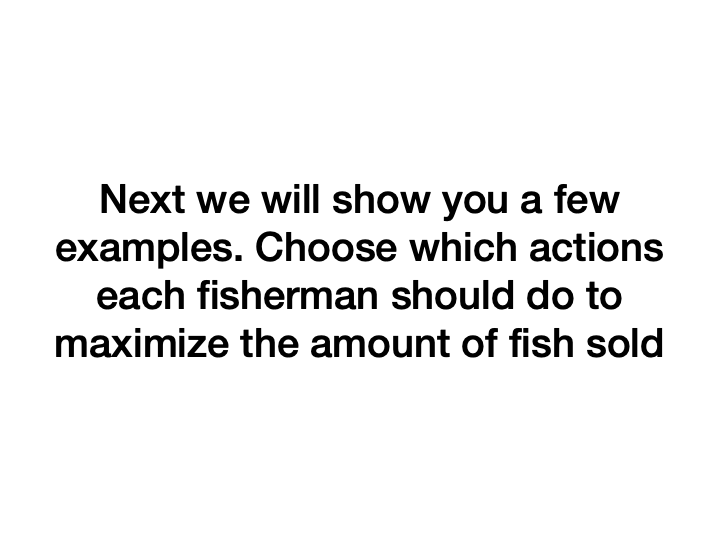 Next we will show you a few
examples. Choose which actions
each fisherman should do to
maximize the amount of fish sold